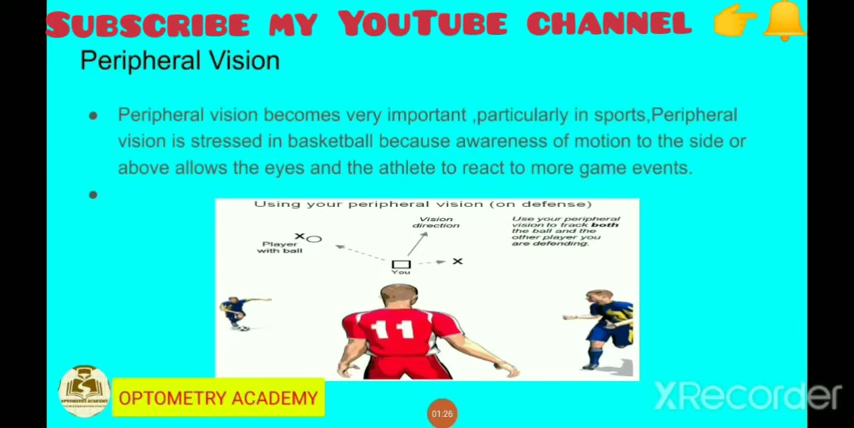 SUBSCRIBE MY YOUTUBE CHANNEL
Peripheral Vision
Peripheral vision becomes very important ,particularly in sports,Peripheral
vision is stressed in basketball because awareness of motion to the side or
above allows the eyes and the athlete to react to more game events.
Using your peripheral vision (on defense)
Vision
direction
Use your peripheral
vision to track both
the ball and the
other player you
are defending.
X
Player
with ball
X
You
11
OPTOMETRY ACADEMY
01:26
XRecorder